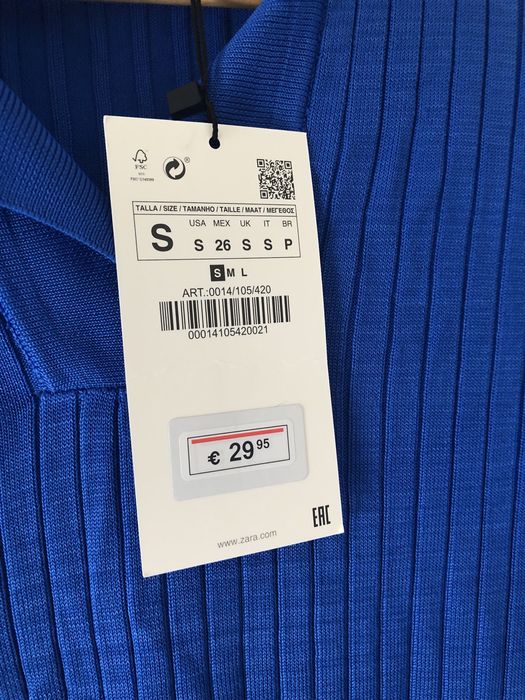 FSC
TALLA / SIZE / TAMANHO / TAILLE / MAAT / ΜΕΓΕΘΟΣ
S
USA MEX UK IT BR
S 26 S S P
S M L
ART.:0014/105/420
00014105420021
€ 29 95
EAC
www.zara.com